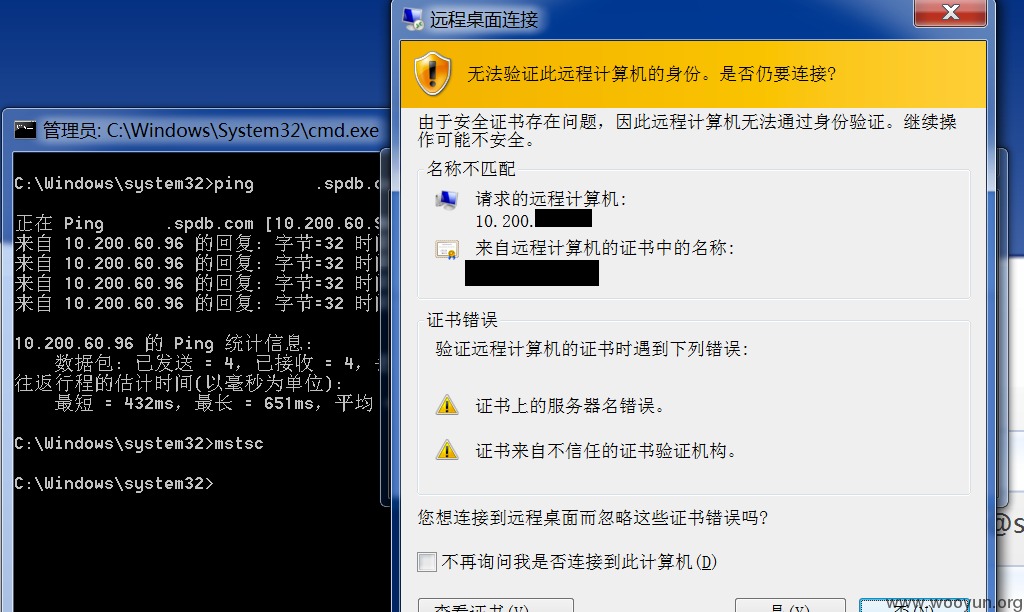 管理员: C:\Windows\System32\cmd.exe
C:\Windows\system32>ping .spdb.c
正在 Ping .spdb.com [10.200.60.9
来自 10.200.60.96 的回复: 字节=32 时间
来自 10.200.60.96 的回复: 字节=32 时间
来自 10.200.60.96 的回复: 字节=32 时间
来自 10.200.60.96 的回复: 字节=32 时间
10.200.60.96 的 Ping 统计信息:
数据包: 已发送 = 4, 已接收 = 4,
往返行程的估计时间(以毫秒为单位):
最短 = 432ms, 最长 = 651ms, 平均
C:\Windows\system32>mstsc
C:\Windows\system32>
远程桌面连接
无法验证此远程计算机的身份。是否仍要连接?
由于安全证书存在问题，因此远程计算机无法通过身份验证。继续操
作可能不安全。
名称不匹配
请求的远程计算机:
10.200.
来自远程计算机的证书中的名称:
证书错误
验证远程计算机的证书时遇到下列错误:
证书上的服务器名错误。
证书来自不信任的证书验证机构。
您想连接到远程桌面而忽略这些证书错误吗?
不再询问我是否连接到此计算机(D)
查看证书(V)
是(Y)
否(N)
@s
www.wooyun.org